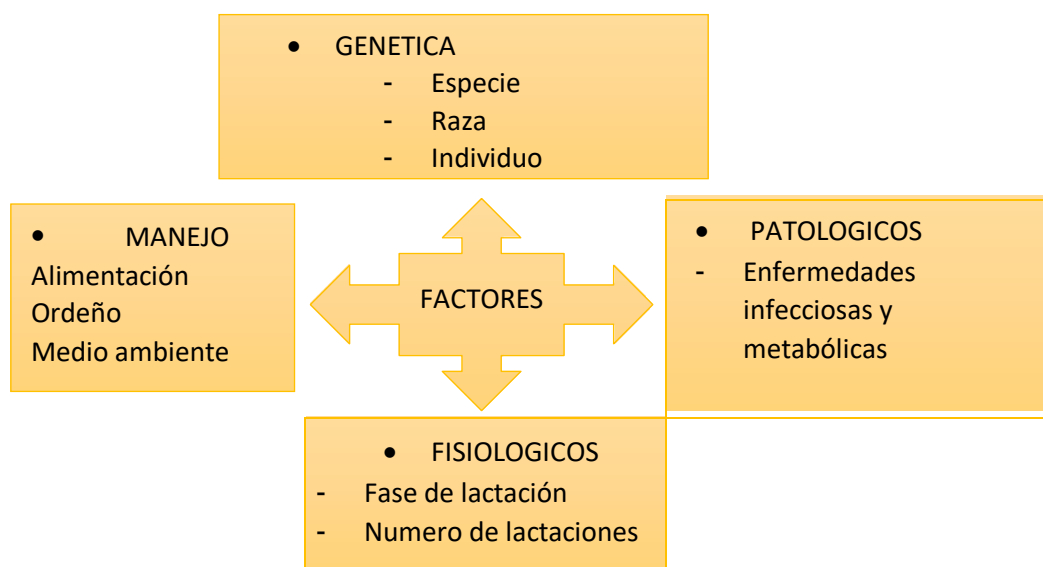 • GENETICA
- Especie
- Raza
- Individuo
• MANEJO
Alimentación
Ordeño
Medio ambiente
FACTORES
• PATOLOGICOS
- Enfermedades
infecciosas y
metabólicas
• FISIOLOGICOS
- Fase de lactación
- Numero de lactaciones